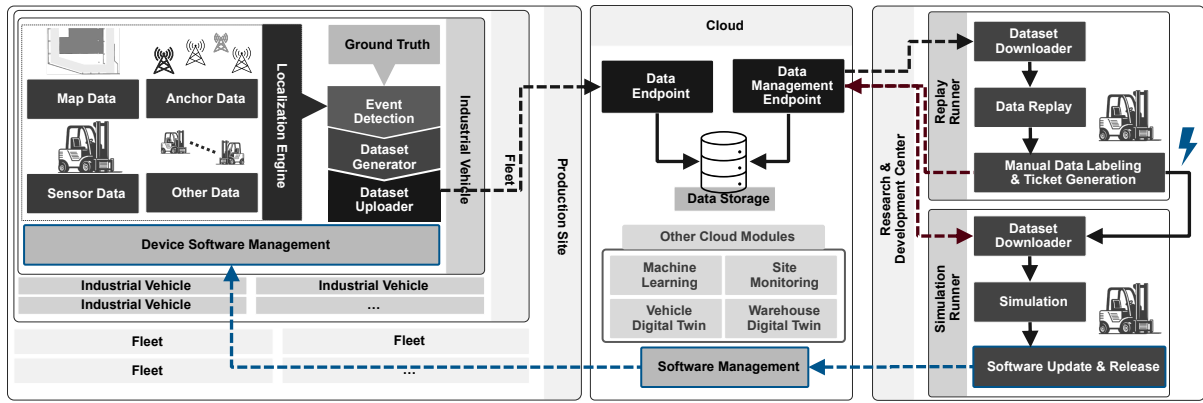 Map Data
Anchor Data
Sensor Data
Other Data
Localization Engine
Ground Truth
Event
Detection
Dataset
Generator
Dataset
Uploader
Device Software Management
Industrial Vehicle
Industrial Vehicle
Industrial Vehicle
Industrial Vehicle
...
Fleet
Fleet
Fleet
Fleet
...
Production Site
Cloud
Data
Endpoint
Data
Management
Endpoint
Data Storage
Other Cloud Modules
Machine
Learning
Site
Monitoring
Vehicle
Digital Twin
Warehouse
Digital Twin
Software Management
Research &
Development Center
Replay
Runner
Dataset
Downloader
Data Replay
Manual Data Labeling
& Ticket Generation
Simulation
Runner
Dataset
Downloader
Simulation
Software Update & Release